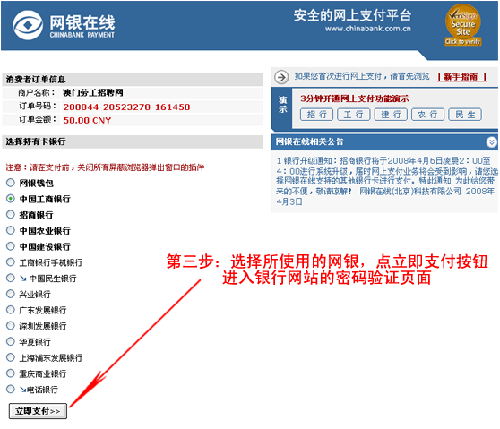 网银在线
CHINABANK PAYMENT
安全的网上支付平台
www.chinabank.com.cn
Secure
Site
Click to verify
消费者订单信息
商户名称: 澳门劳工招聘网
订单号码: 200844 20523270 161450
订单金额: 50.00 CNY
如果您首次进行网上支付,请首先浏览 | 新手指南 |
演示
3分钟开通网上支付功能演示
招 行
工 行
建 行
农 行
民 生
选择持有卡银行
注意:请在支付前,关闭所有屏蔽浏览器弹出窗口的插件
网银钱包
中国工商银行
招商银行
中国农业银行
中国建设银行
工商银行手机银行
↘中国民生银行
兴业银行
广东发展银行
深圳发展银行
华夏银行
上海浦东发展银行
重庆商业银行
↘电话银行
立即支付>>
网银在线相关公告
1.银行升级通知:招商银行将于2008年4月6日凌晨2:00至
4:00进行系统升级,届时网上支付业务将会受到影响,请您选
择网银在线支持的其他银行卡进行支付。特此通知 为此给您带
来的不便,敬请谅解! 网银在线(北京)科技有限公司 2008年
4月3日
第三步:选择所使用的网银,点立即支付按钮
进入银行网站的密码验证页面